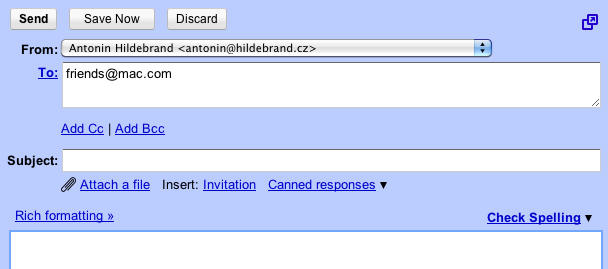 Send Save Now Discard
From: Antonin Hildebrand <antonin@hildebrand.cz>
To: friends@mac.com
Add Cc | Add Bcc
Subject:
Attach a file Insert: Invitation Canned responses ▼
Rich formatting » Check Spelling ▼